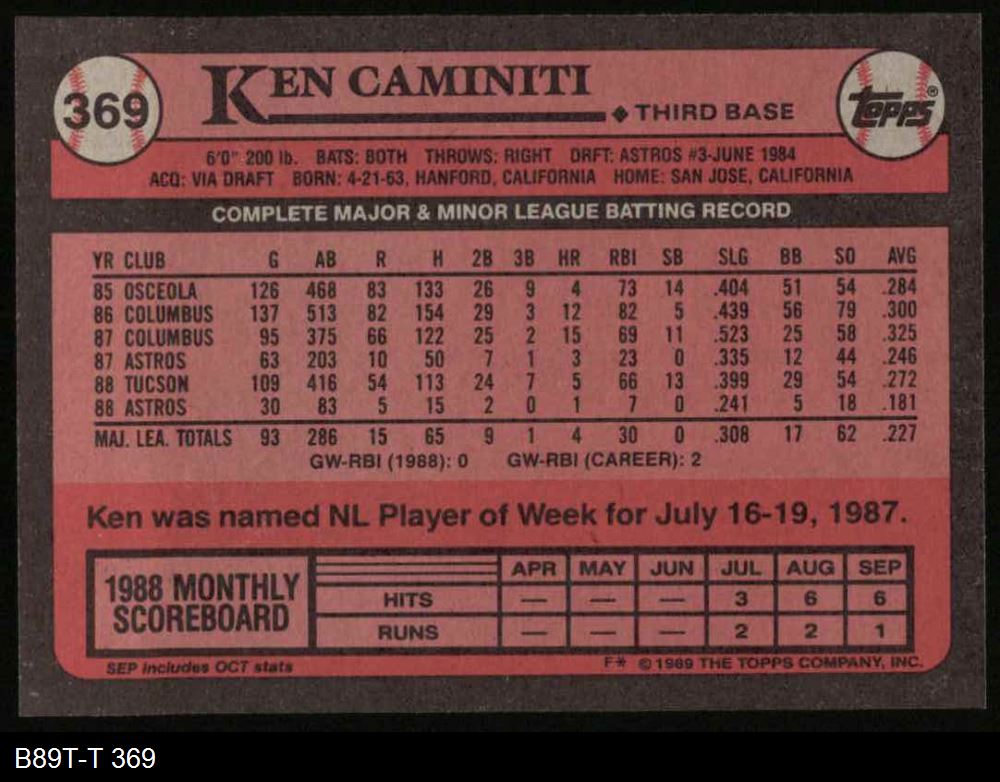 369
KEN CAMINITI
◆ THIRD BASE
TOPPS®
6'0" 200 lb. BATS: BOTH THROWS: RIGHT DRFT: ASTROS #3-JUNE 1984
ACQ: VIA DRAFT BORN: 4-21-63, HANFORD, CALIFORNIA HOME: SAN JOSE, CALIFORNIA
COMPLETE MAJOR & MINOR LEAGUE BATTING RECORD
YR CLUB G AB R H 2B 3B HR RBI SB SLG BB SO AVG
85 OSCEOLA 126 468 83 133 26 9 4 73 14 .404 51 54 .284
86 COLUMBUS 137 513 82 154 29 3 12 82 5 .439 56 79 .300
87 COLUMBUS 95 375 66 122 25 2 15 69 11 .523 25 58 .325
87 ASTROS 63 203 10 50 7 1 3 23 0 .335 12 44 .246
88 TUCSON 109 416 54 113 24 7 5 66 13 .399 29 54 .272
88 ASTROS 30 83 5 15 2 0 1 7 0 .241 5 18 .181
MAJ. LEA. TOTALS 93 286 15 65 9 1 4 30 0 .308 17 62 .227
GW-RBI (1988): 0 GW-RBI (CAREER): 2
Ken was named NL Player of Week for July 16-19, 1987.
1988 MONTHLY
SCOREBOARD
APR MAY JUN JUL AUG SEP
HITS — — — 3 6 6
RUNS — — — 2 2 1
SEP includes OCT stats
F* © 1989 THE TOPPS COMPANY, INC.
B89T-T 369